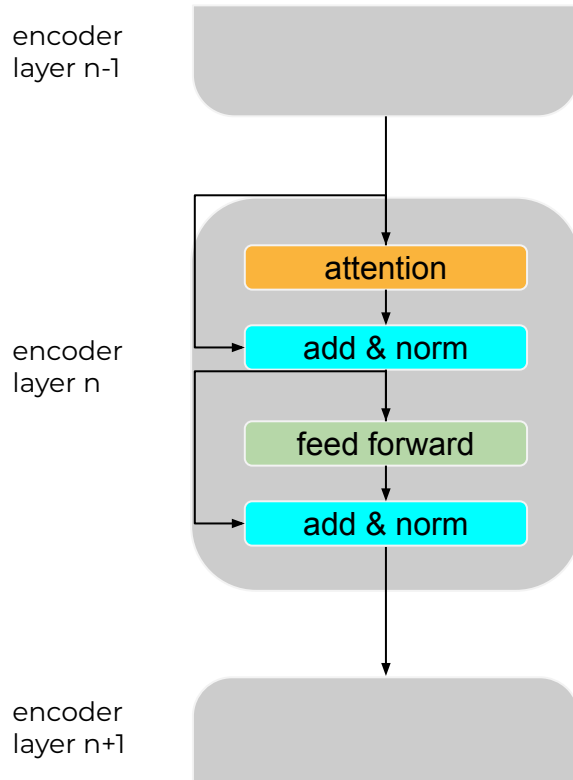 encoder
layer n-1
attention
add & norm
encoder
layer n
feed forward
add & norm
encoder
layer n+1